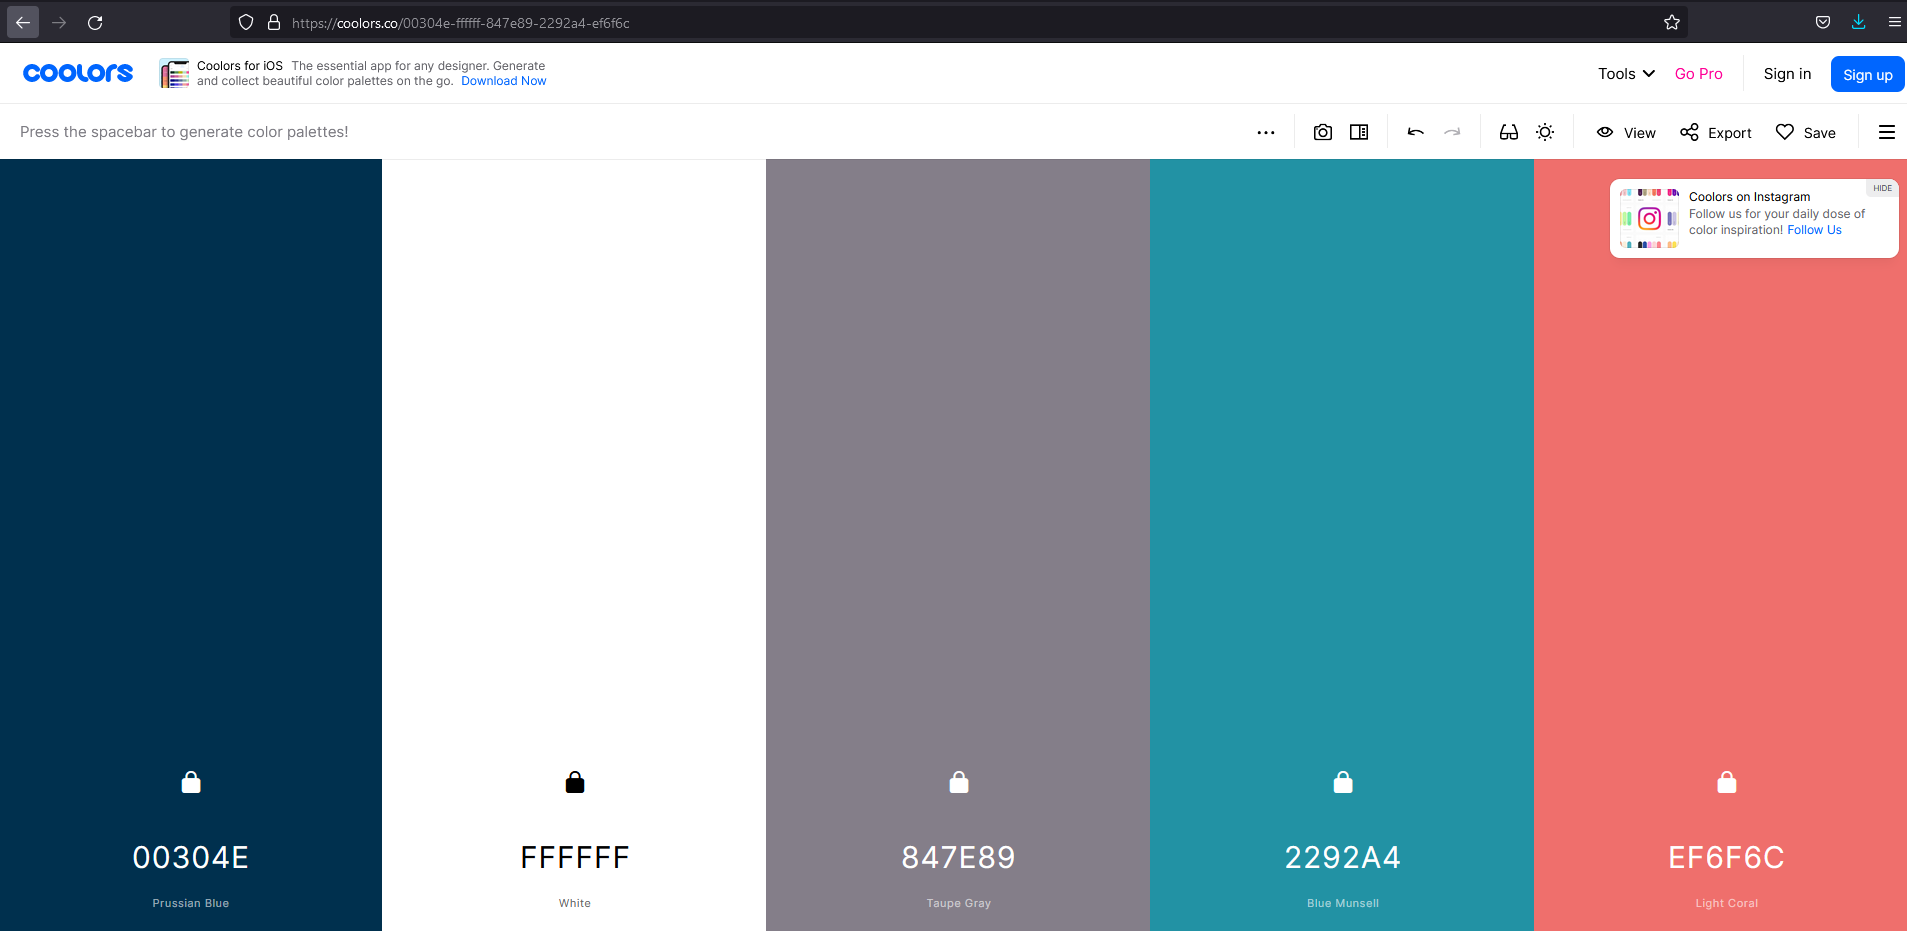 https://coolors.co/00304e-ffffff-847e89-2292a4-ef6f6c
coolors
Coolors for iOS The essential app for any designer. Generate
and collect beautiful color palettes on the go. Download Now
Tools
Go Pro
Sign in
Sign up
Press the spacebar to generate color palettes!
View
Export
Save
HIDE
Coolors on Instagram
Follow us for your daily dose of
color inspiration! Follow Us
00304E
Prussian Blue
FFFFFF
White
847E89
Taupe Gray
2292A4
Blue Munsell
EF6F6C
Light Coral